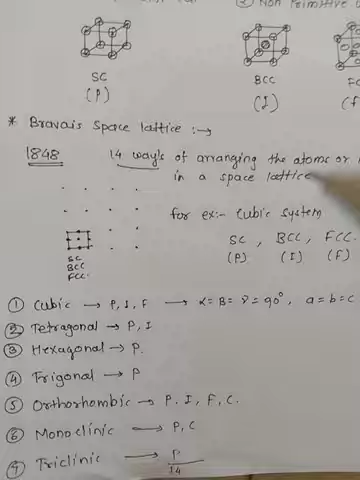 ② Non Primitive
SC
BCC
(P)
(I)
* Bravais Space lattice :→
1848
14 way's of arranging the atoms or
in a space lattice
for ex:- Cubic System
SC , BCC, FCC.
(P) (I) (F)
SC
BCC
FCC.
① Cubic → P, I, F → α = B = γ = 90°, a = b = c
② Tetragonal → P, I
③ Hexagonal → P.
④ Trigonal → P
⑤ Orthorhombic → P. I, F, C.
⑥ Monoclinic → P, C
⑦ Triclinic → P
14